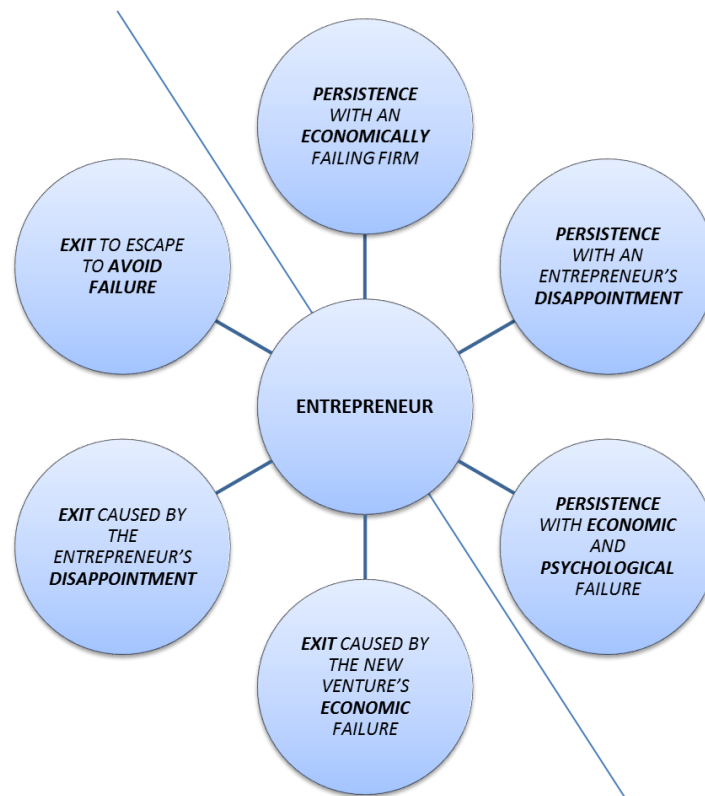 PERSISTENCE
WITH AN
ECONOMICALLY
FAILING FIRM
EXIT TO ESCAPE
TO AVOID
FAILURE
PERSISTENCE
WITH AN
ENTREPRENEUR'S
DISAPPOINTMENT
ENTREPRENEUR
EXIT CAUSED BY
THE
ENTREPRENEUR'S
DISAPPOINTMENT
PERSISTENCE
WITH ECONOMIC
AND
PSYCHOLOGICAL
FAILURE
EXIT CAUSED BY
THE NEW
VENTURE'S
ECONOMIC
FAILURE